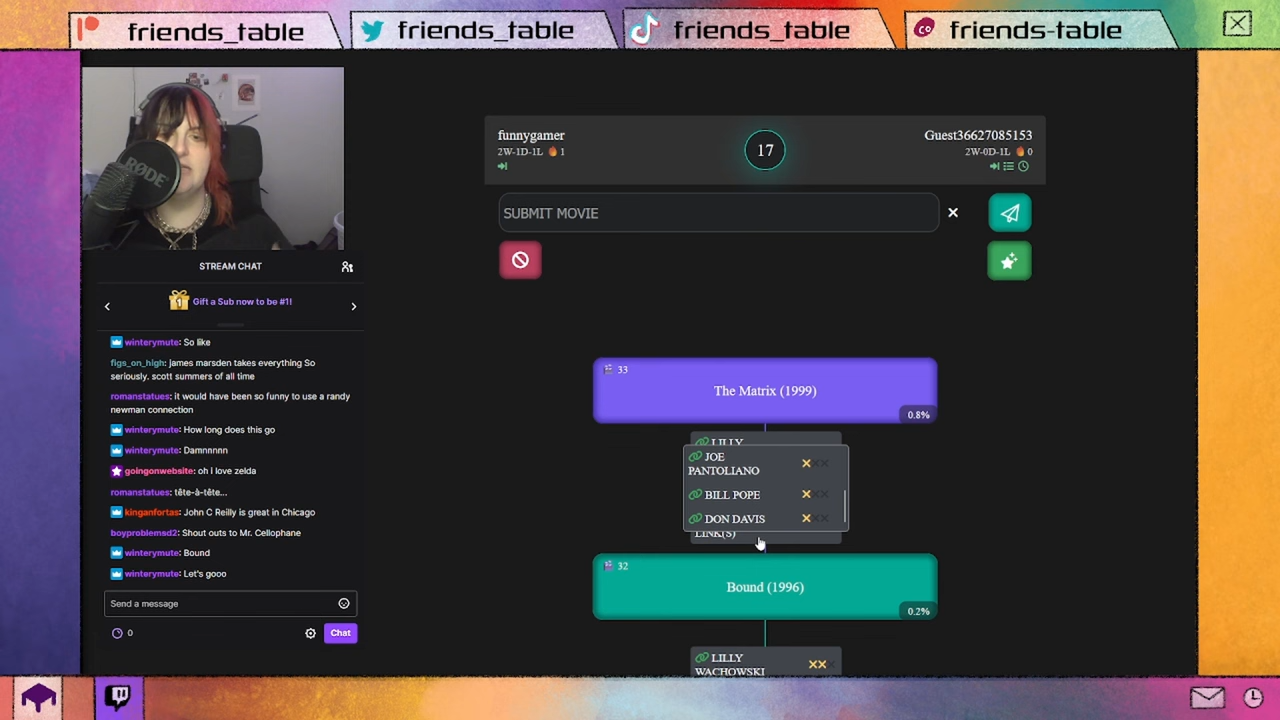 friends_table
friends_table
friends_table
friends-table
RØDE
funnygamer
2W-1D-1L 1
17
Guest36627085153
2W-0D-1L 0
SUBMIT MOVIE
STREAM CHAT
Gift a Sub now to be #1!
winterymute: So like
figs_on_high: james marsden takes everything So
seriously. scott summers of all time
romanstatues: it would have been so funny to use a randy
newman connection
winterymute: How long does this go
winterymute: Damnnnn
goingonwebsite: oh I love zelda
romanstatues: tête-à-tête...
kinganfortas: John C Reilly is great in Chicago
boyproblemsd2: Shout outs to Mr. Cellophane
winterymute: Bound
winterymute: Let's gooo
Send a message
0
Chat
33
The Matrix (1999)
0.8%
LILLY
JOE
PANTOLIANO
BILL POPE
DON DAVIS
LINK(S)
32
Bound (1996)
0.2%
LILLY
WACHOWSKI